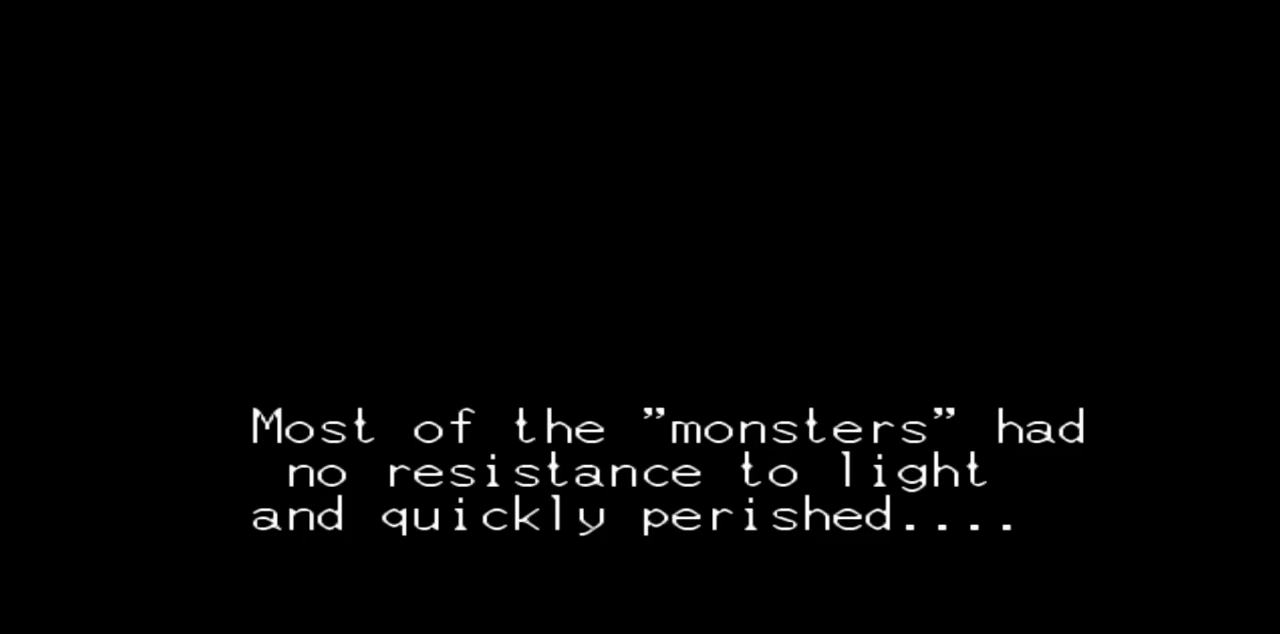 Most of the ”monsters” had
no resistance to light
and quickly perished....